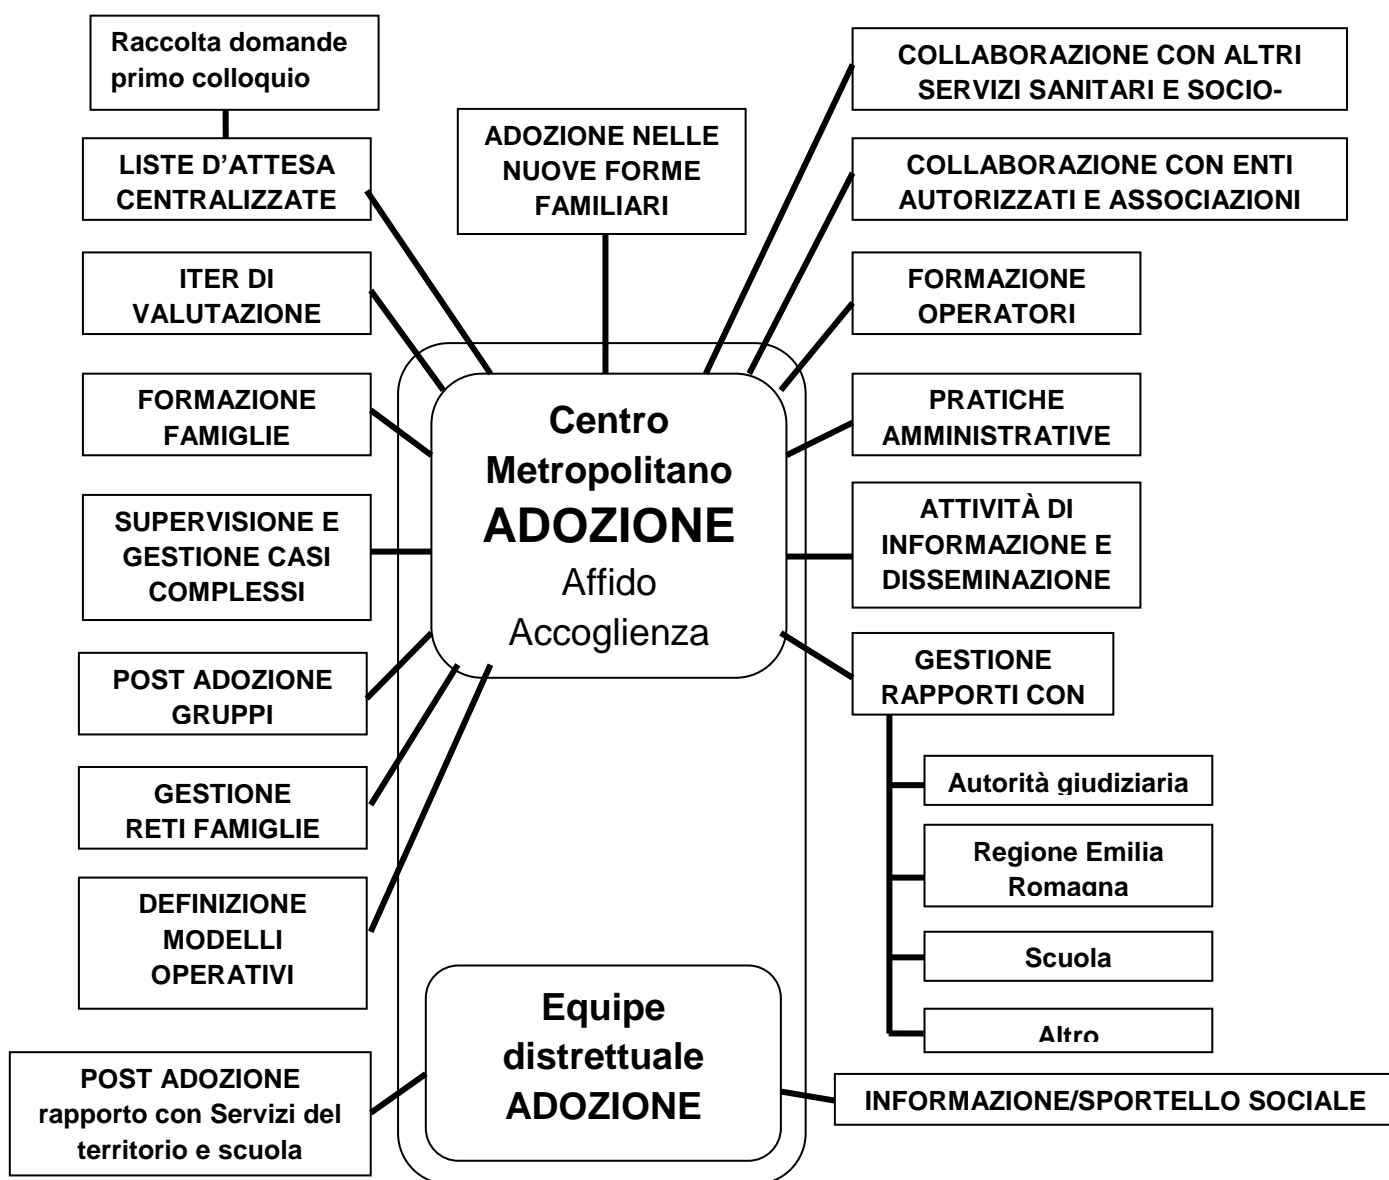 Raccolta domande
primo colloquio
LISTE D’ATTESA
CENTRALIZZATE
ADOZIONE NELLE
NUOVE FORME
FAMILIARI
COLLABORAZIONE CON ALTRI
SERVIZI SANITARI E SOCIO-
COLLABORAZIONE CON ENTI
AUTORIZZATI E ASSOCIAZIONI
ITER DI
VALUTAZIONE
FORMAZIONE
OPERATORI
FORMAZIONE
FAMIGLIE
Centro
Metropolitano
ADOZIONE
Affido
Accoglienza
PRATICHE
AMMINISTRATIVE
SUPERVISIONE E
GESTIONE CASI
COMPLESSI
ATTIVITÀ DI
INFORMAZIONE E
DISSEMINAZIONE
POST ADOZIONE
GRUPPI
GESTIONE
RAPPORTI CON
GESTIONE
RETI FAMIGLIE
Autorità giudiziaria
Regione Emilia
Romagna
Scuola
Altro
DEFINIZIONE
MODELLI
OPERATIVI
Equipe
distrettuale
ADOZIONE
POST ADOZIONE
rapporto con Servizi del
territorio e scuola
INFORMAZIONE/SPORTELLO SOCIALE